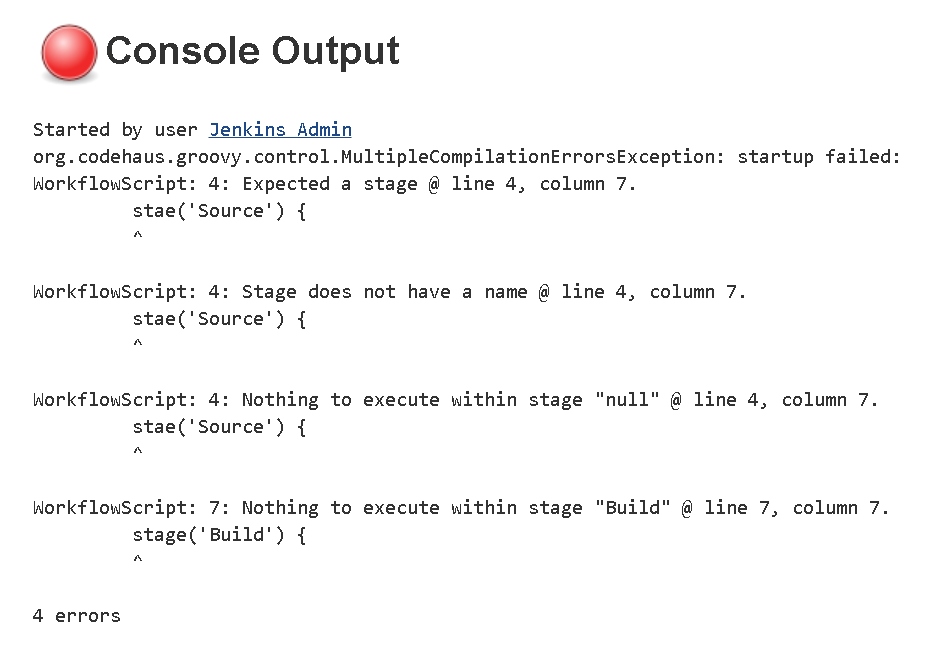 Console Output
Started by user Jenkins Admin
org.codehaus.groovy.control.MultipleCompilationErrorsException: startup failed:
WorkflowScript: 4: Expected a stage @ line 4, column 7.
stae('Source') {
^
WorkflowScript: 4: Stage does not have a name @ line 4, column 7.
stae('Source') {
^
WorkflowScript: 4: Nothing to execute within stage "null" @ line 4, column 7.
stae('Source') {
^
WorkflowScript: 7: Nothing to execute within stage "Build" @ line 7, column 7.
stage('Build') {
^
4 errors